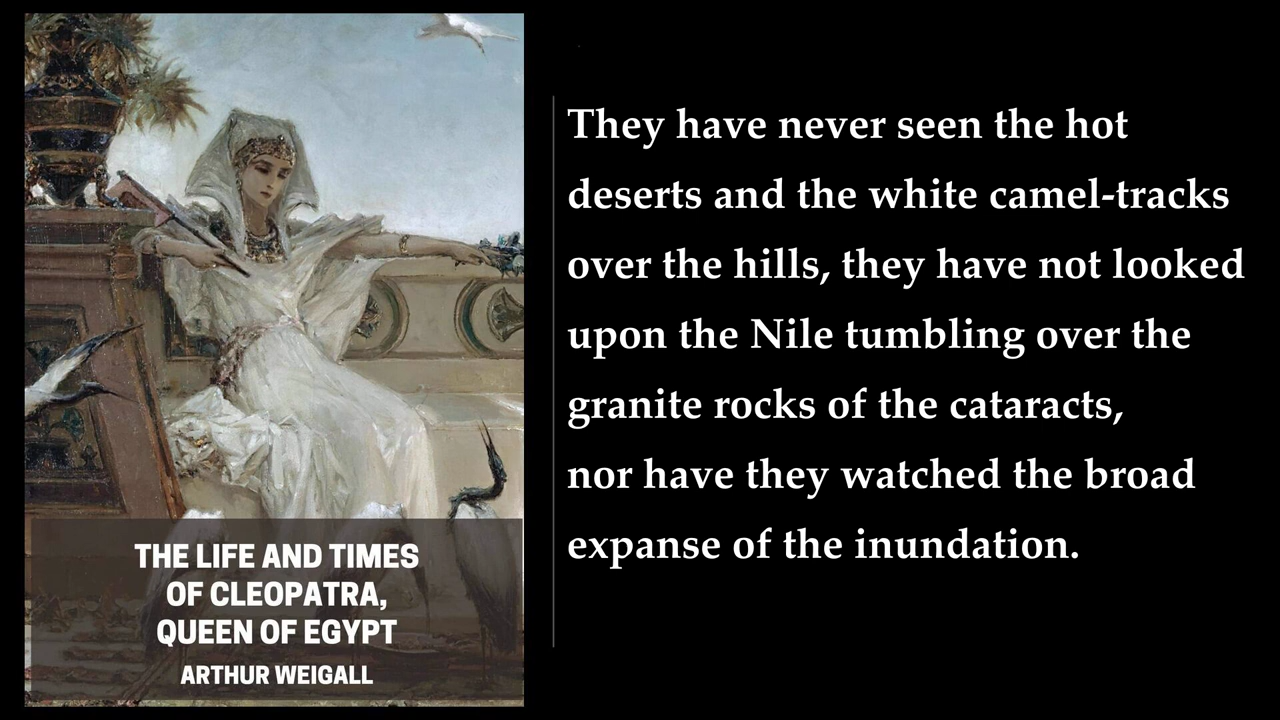 THE LIFE AND TIMES
OF CLEOPATRA,
QUEEN OF EGYPT
ARTHUR WEIGALL
They have never seen the hot
deserts and the white camel-tracks
over the hills, they have not looked
upon the Nile tumbling over the
granite rocks of the cataracts,
nor have they watched the broad
expanse of the inundation.